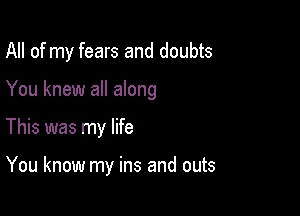 All of my fears and doubts
You knew all along
This was my life
You know my ins and outs